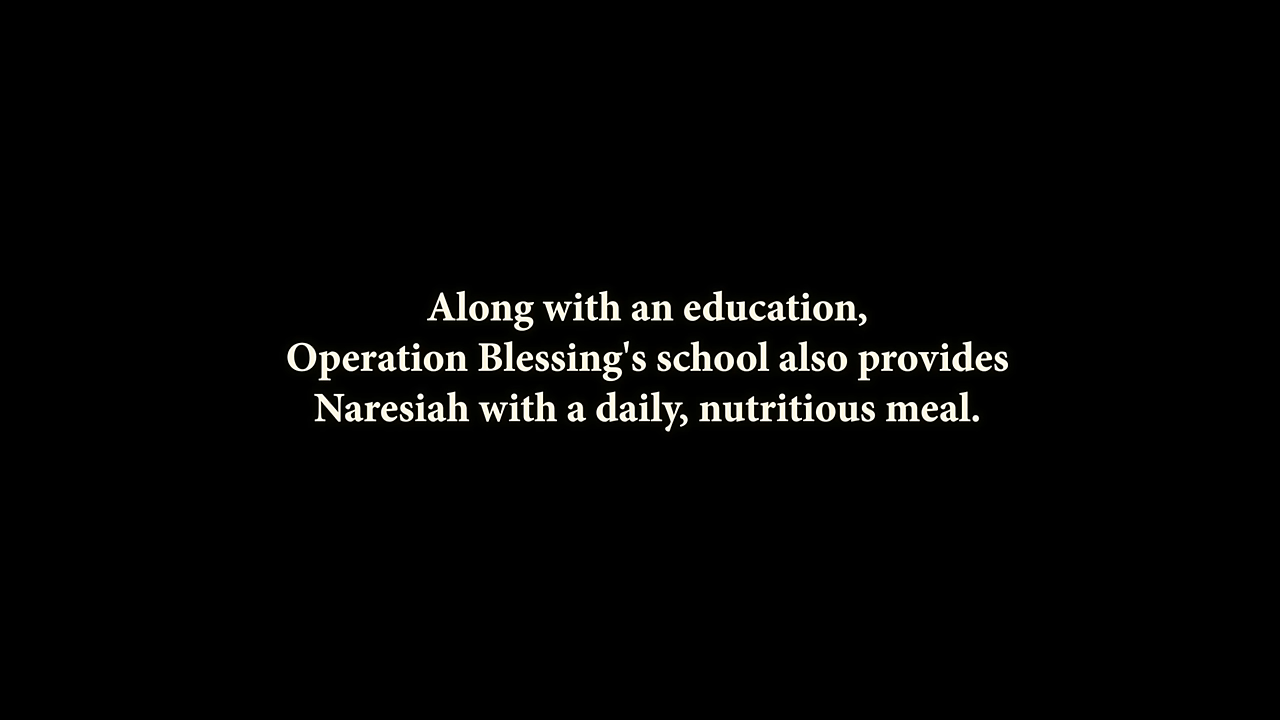 Along with an education,
Operation Blessing's school also provides
Naresiah with a daily, nutritious meal.